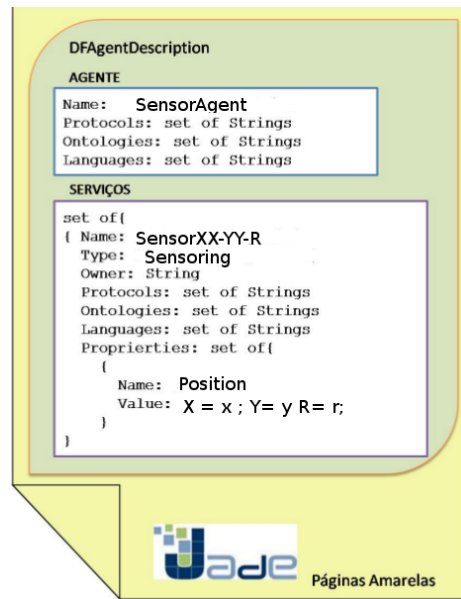 DFAgentDescription
AGENTE
Name: SensorAgent
Protocols: set of Strings
Ontologies: set of Strings
Languages: set of Strings
SERVIÇOS
set of{
{ Name: SensorXX-YY-R
Type: Sensoring
Owner: String
Protocols: set of Strings
Ontologies: set of Strings
Languages: set of Strings
Proprierties: set of{
{
Name: Position
Value: X = x ; Y= y R= r;
}
}
Jade
Páginas Amarelas